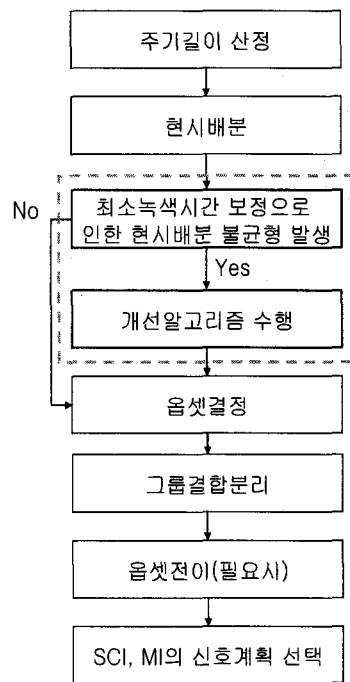 주기길이 산정
현시배분
No
최소녹색시간 보정으로
인한 현시배분 불균형 발생
Yes
개선알고리즘 수행
옵셋결정
그룹결합분리
옵셋전이(필요시)
SCI, MI의 신호계획 선택